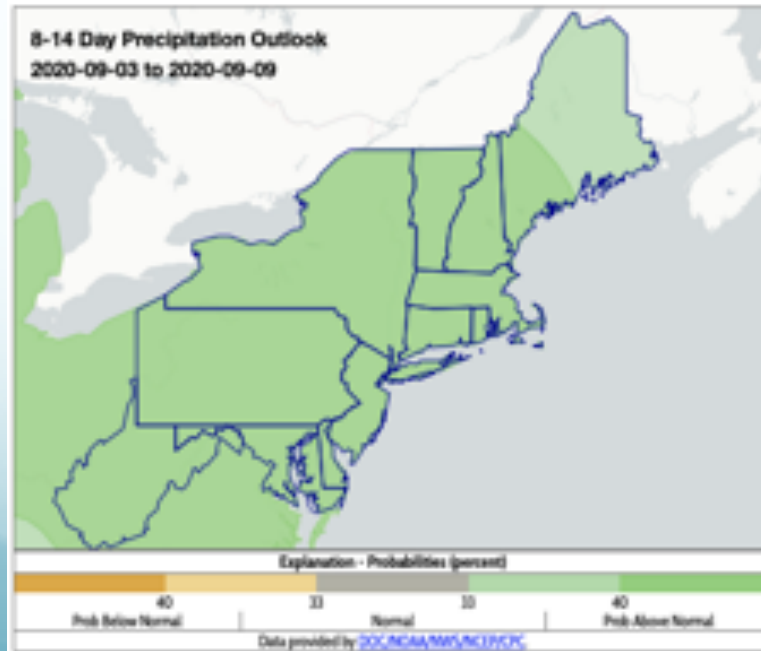 8-14 Day Precipitation Outlook
2020-09-03 to 2020-09-09
Explanation - Probabilities (percent)
40 33 33 40
Prob Below Normal Normal Prob Above Normal
Data provided by DOC/NOAA/NWS/NCEP/CPC